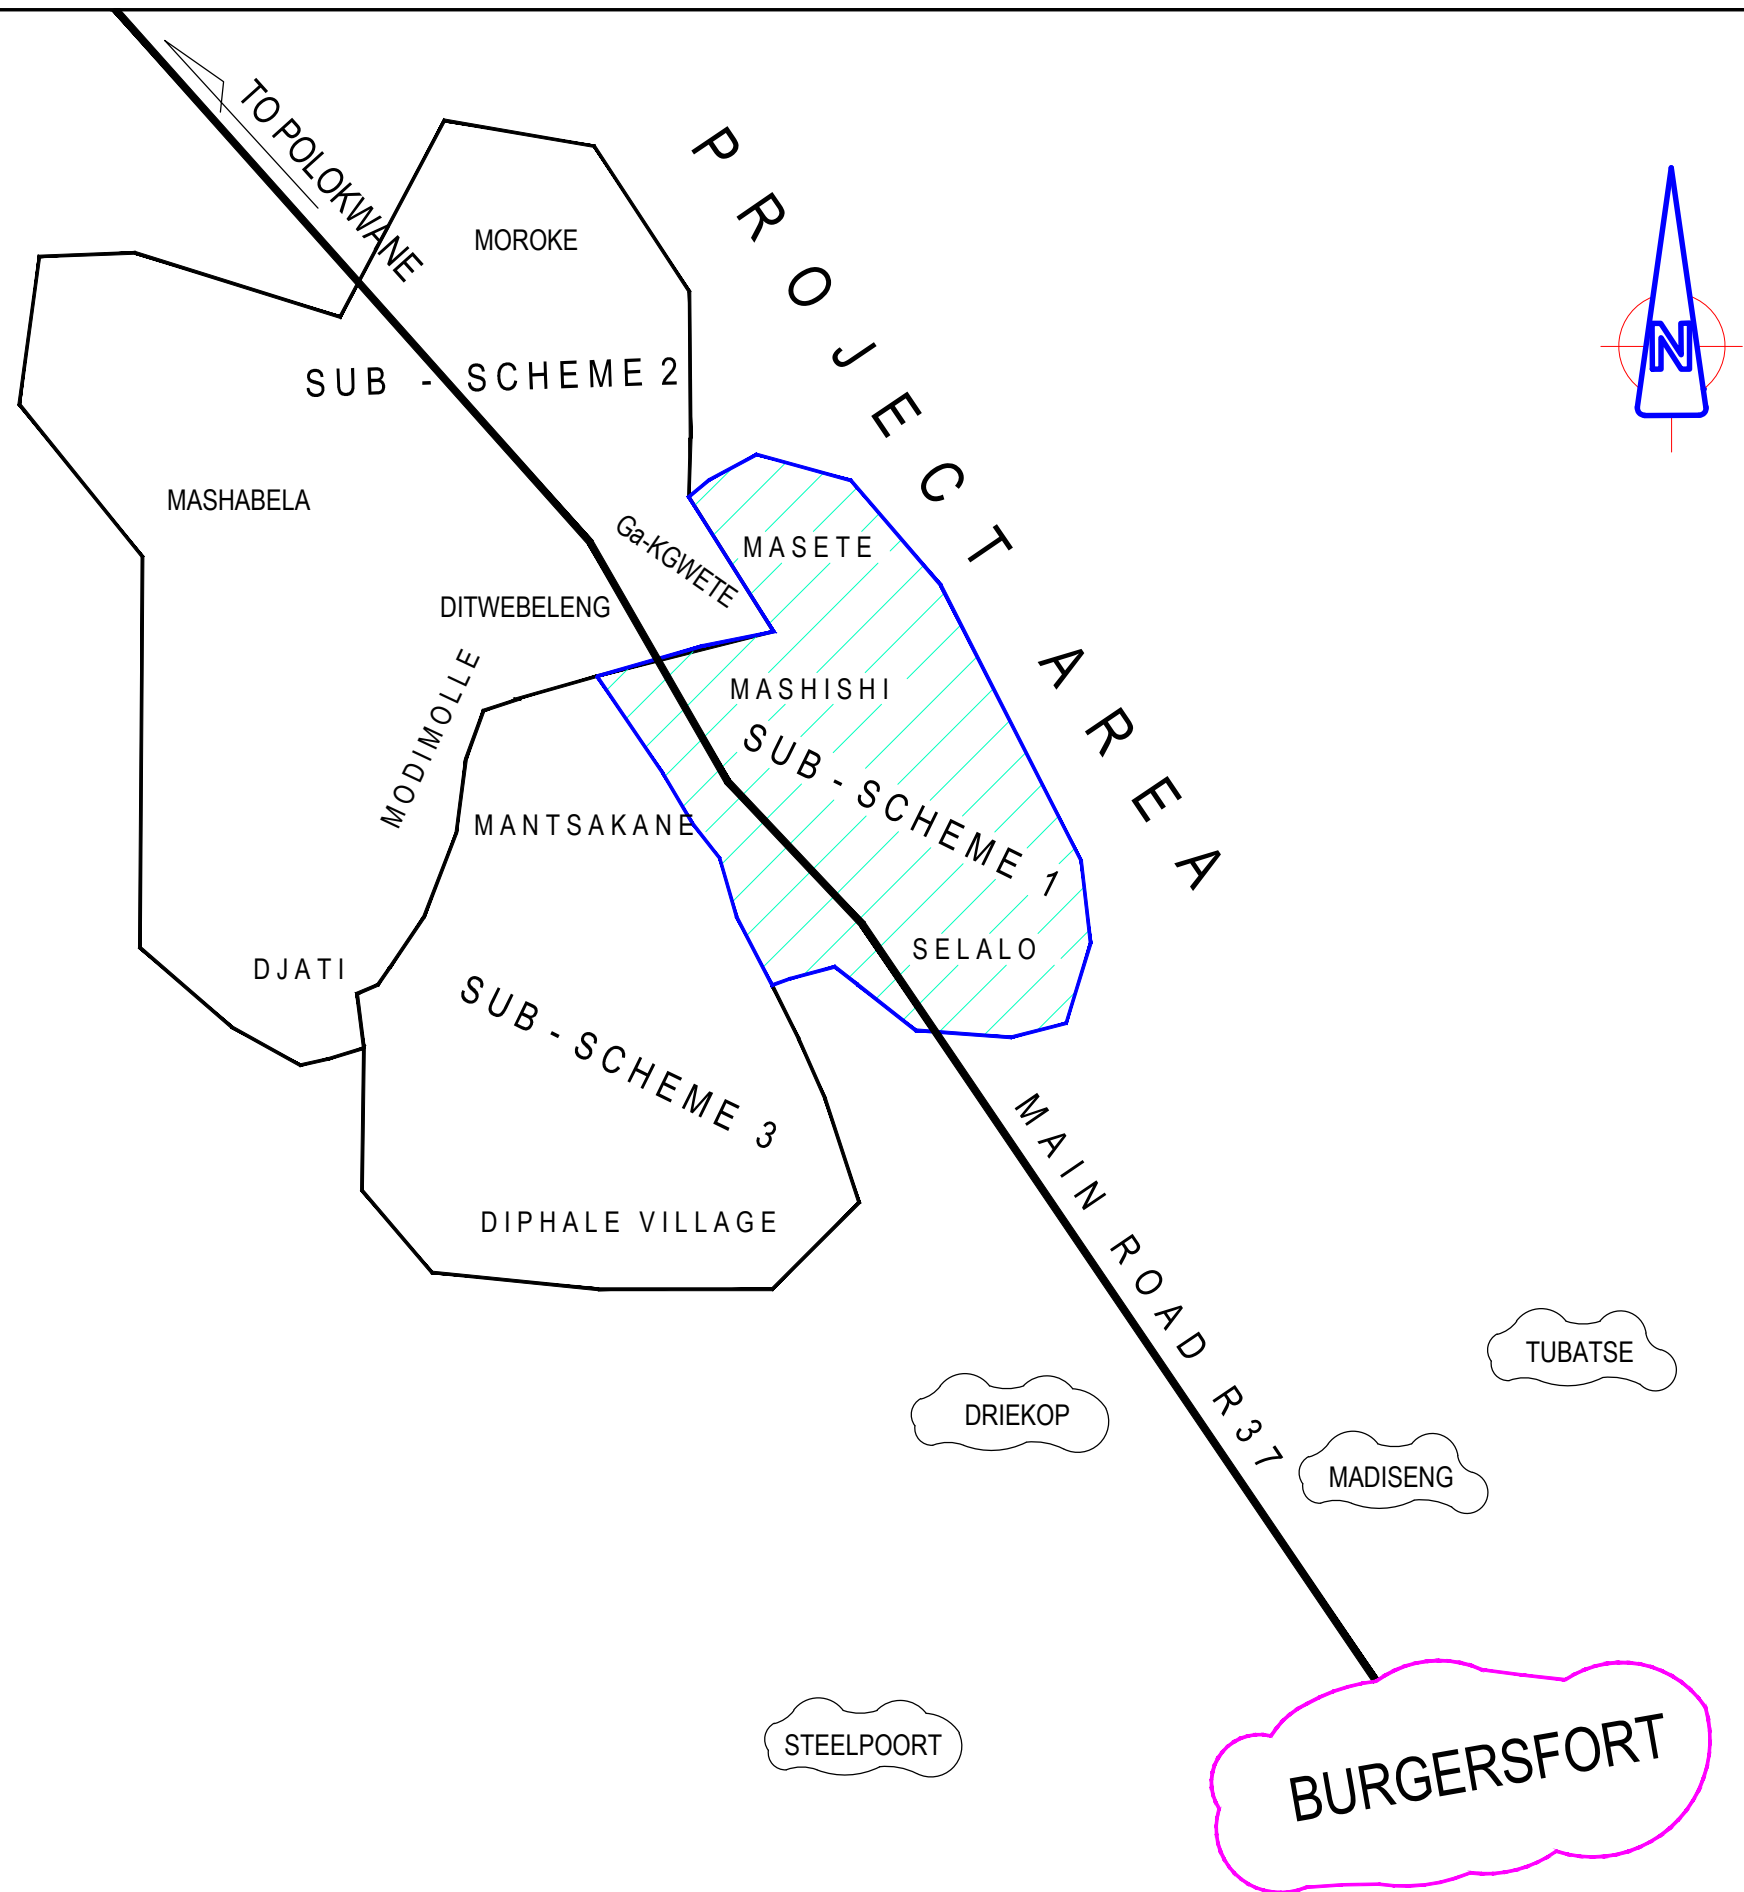 TO POLOKWANE
PROJECT AREA
N
MOROKE
SUB - SCHEME 2
MASHABELA
Ga-KGWETE
MASETE
DITWEBELENG
MODIMOLLE
MASHISHI
SUB - SCHEME 1
MANTSAKANE
SELALO
DJATI
SUB - SCHEME 3
DIPHALE VILLAGE
MAIN ROAD R37
TUBATSE
DRIEKOP
MADISENG
STEELPOORT
BURGERSFORT